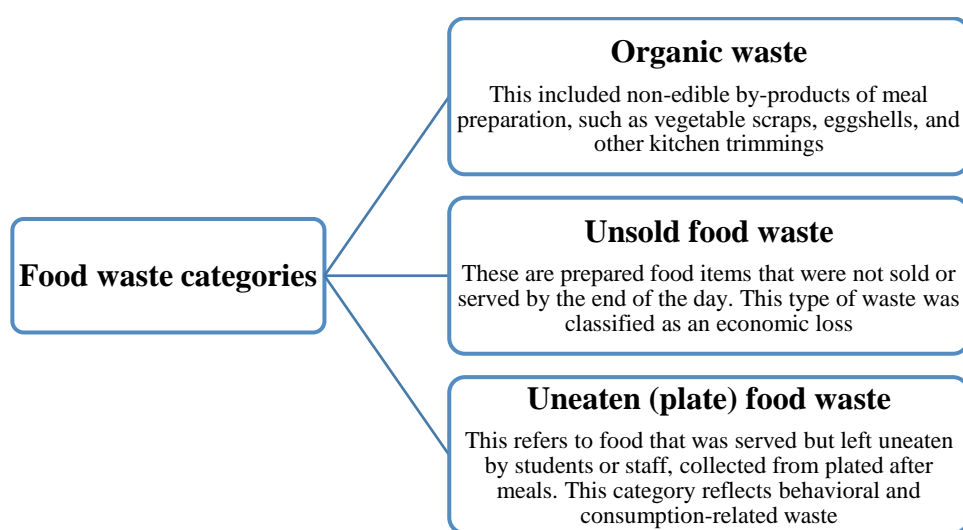 Food waste categories
Organic waste
This included non-edible by-products of meal
preparation, such as vegetable scraps, eggshells, and
other kitchen trimmings
Unsold food waste
These are prepared food items that were not sold or
served by the end of the day. This type of waste was
classified as an economic loss
Uneaten (plate) food waste
This refers to food that was served but left uneaten
by students or staff, collected from plated after
meals. This category reflects behavioral and
consumption-related waste